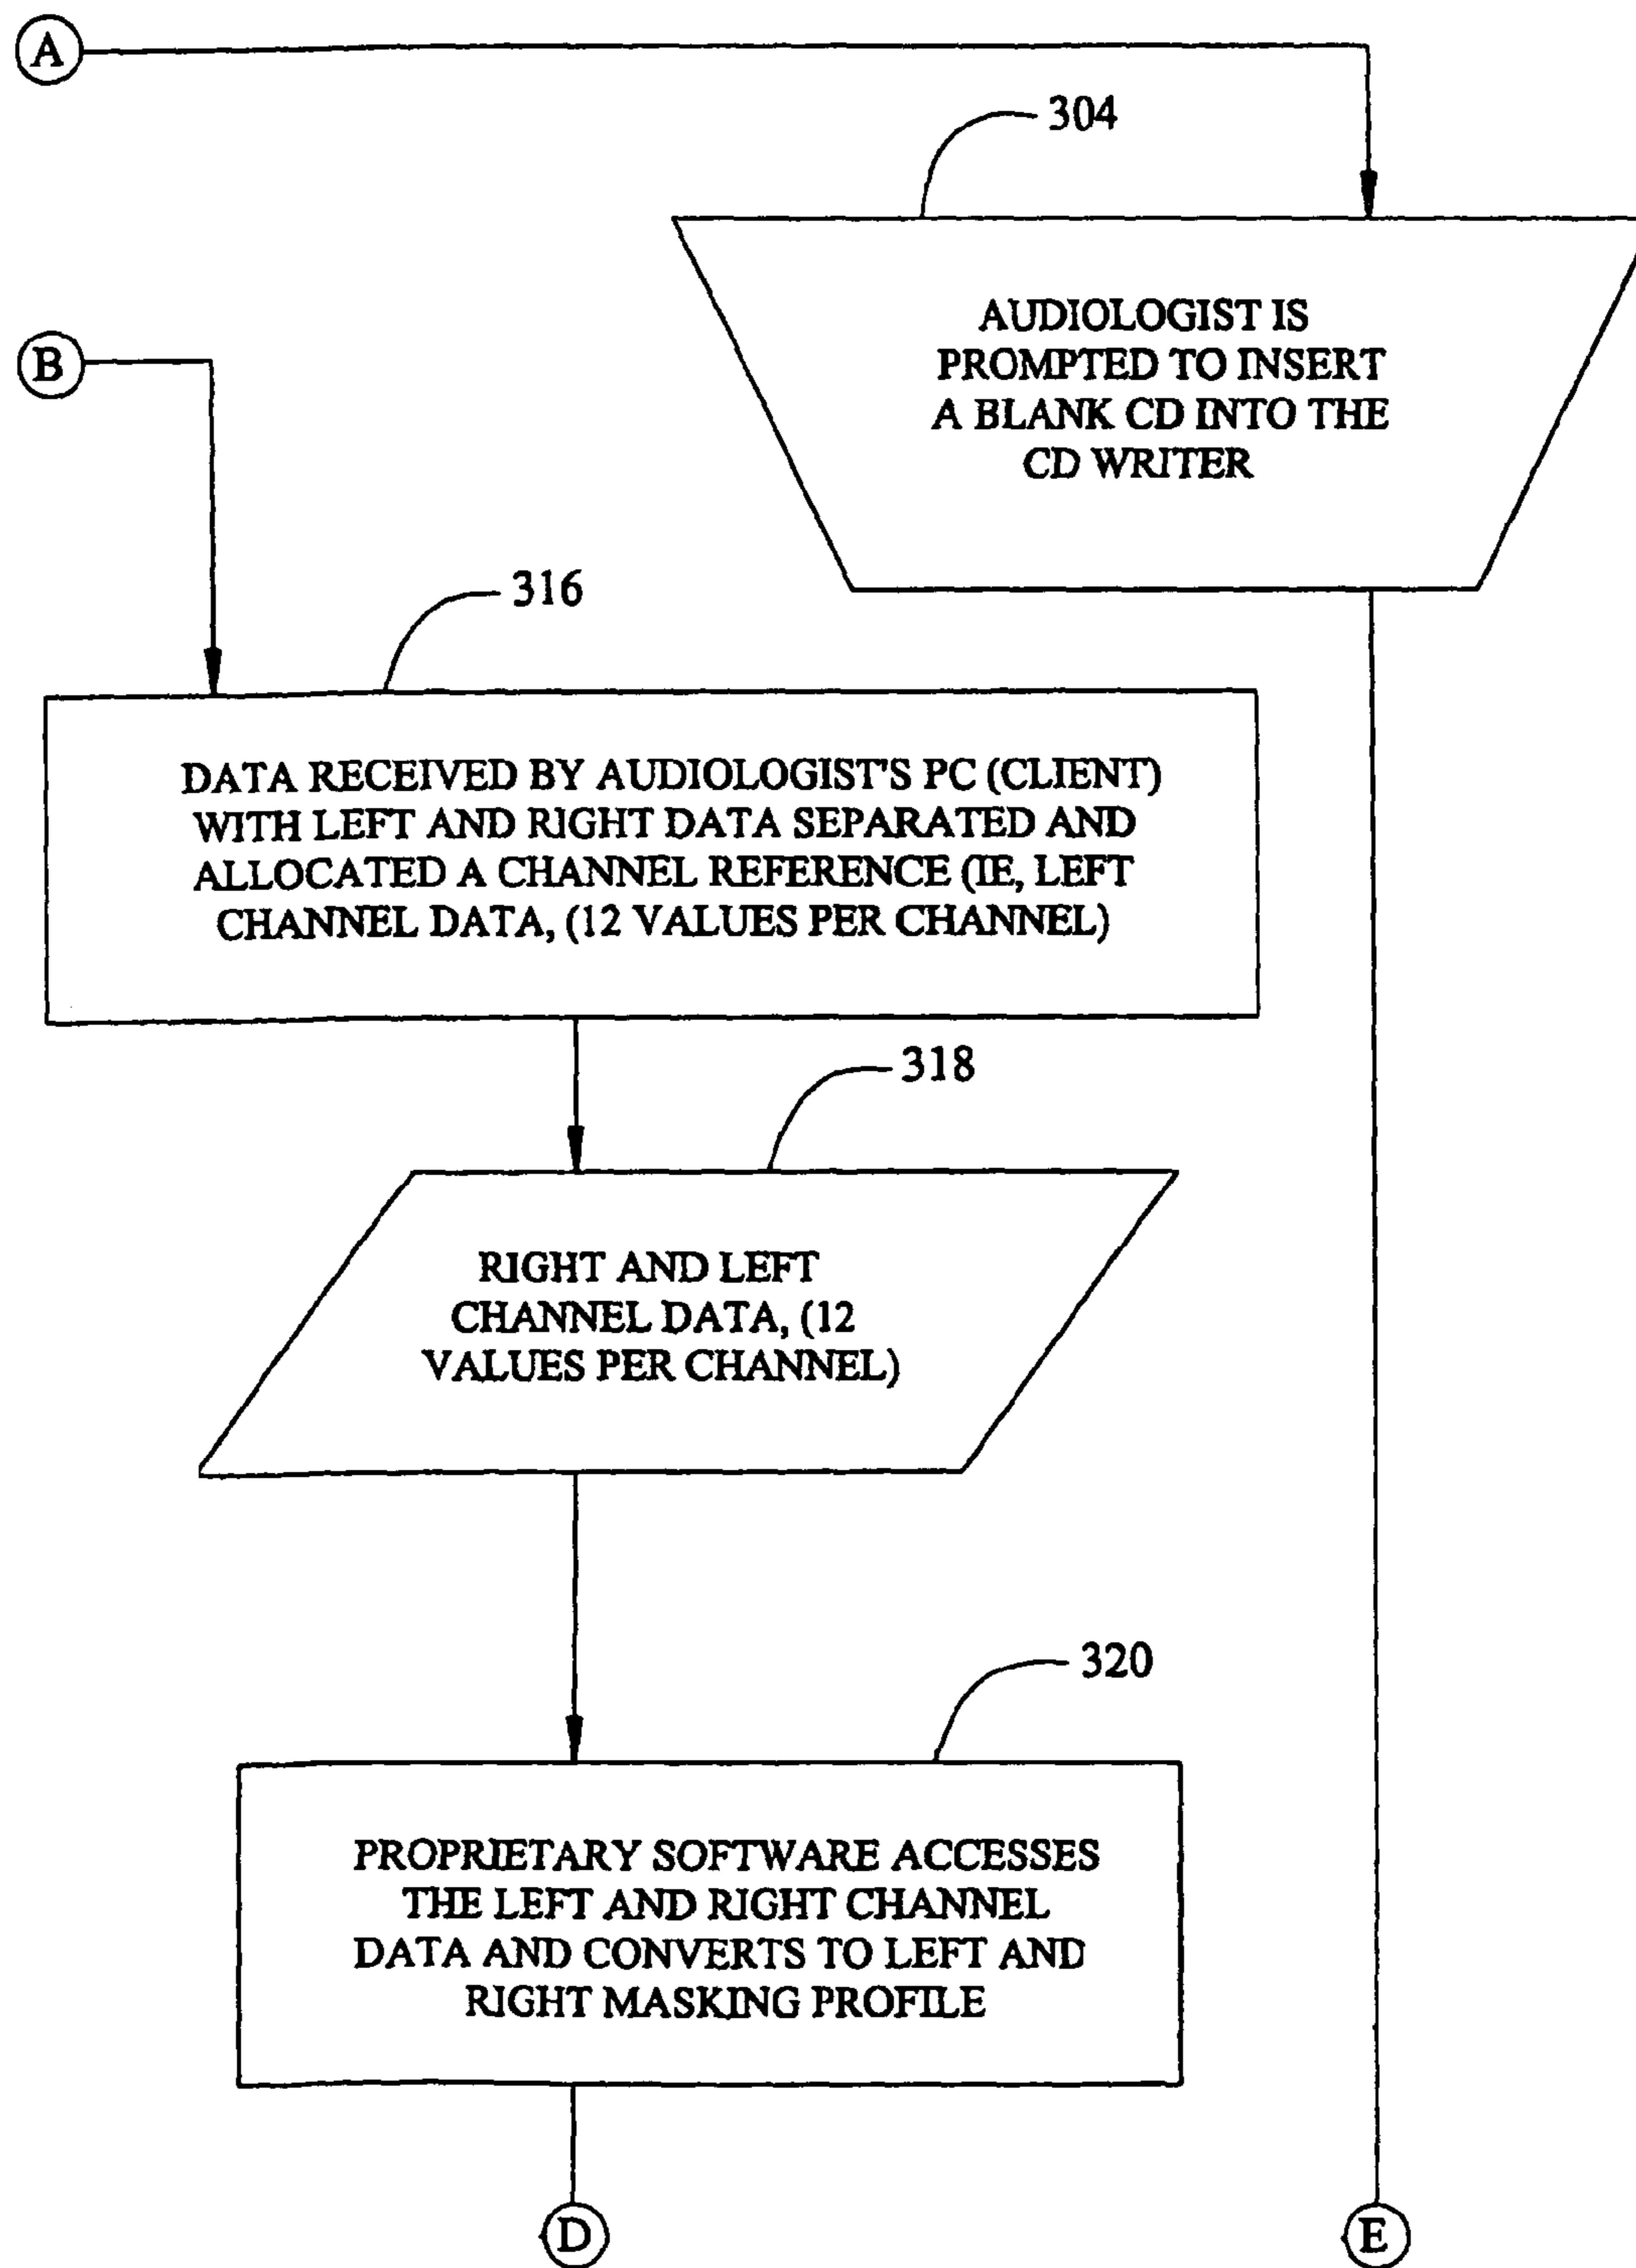 A
304
AUDIOLOGIST IS
PROMPTED TO INSERT
A BLANK CD INTO THE
CD WRITER
B
316
DATA RECEIVED BY AUDIOLOGIST'S PC (CLIENT)
WITH LEFT AND RIGHT DATA SEPARATED AND
ALLOCATED A CHANNEL REFERENCE (IE, LEFT
CHANNEL DATA, (12 VALUES PER CHANNEL)
318
RIGHT AND LEFT
CHANNEL DATA, (12
VALUES PER CHANNEL)
320
PROPRIETARY SOFTWARE ACCESSES
THE LEFT AND RIGHT CHANNEL
DATA AND CONVERTS TO LEFT AND
RIGHT MASKING PROFILE
D
E